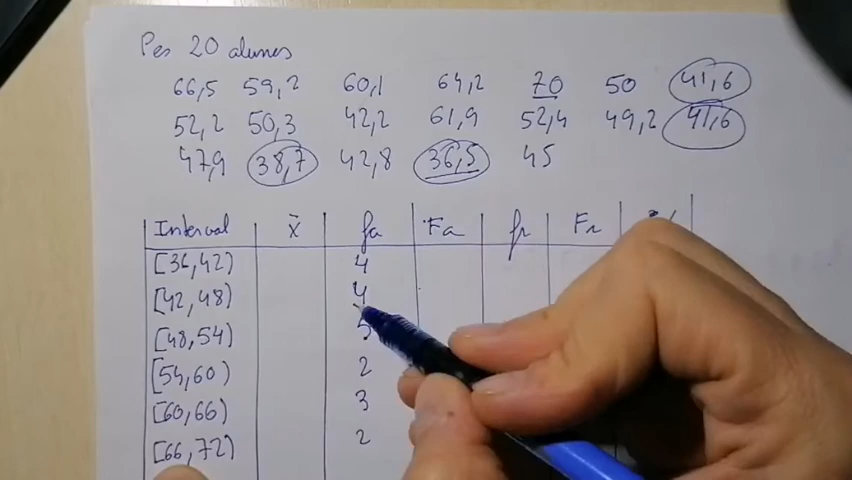 Pes 20 alumnes
66,5 59,2 60,1 64,2 70 50 41,6
52,2 50,3 42,2 61,9 52,4 49,2 41,6
47,9 38,7 42,8 36,5 45
Interval x̄ fa Fa fr Fr %
[36,42) 4
[42,48) 4
[48,54) 5
[54,60) 2
[60,66) 3
[66,72) 2